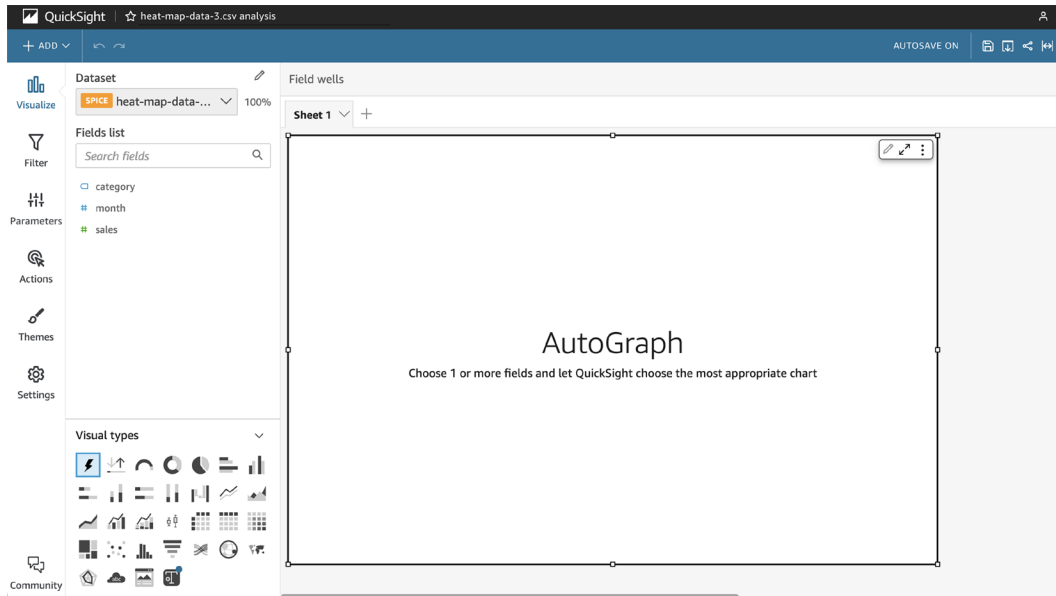 QuickSight
heat-map-data-3.csv analysis
ADD
AUTOSAVE ON
Visualize
Filter
Parameters
Actions
Themes
Settings
Community
Dataset
SPICE heat-map-data-... 100%
Fields list
Search fields
category
# month
# sales
Visual types
abc
Field wells
Sheet 1
AutoGraph
Choose 1 or more fields and let QuickSight choose the most appropriate chart